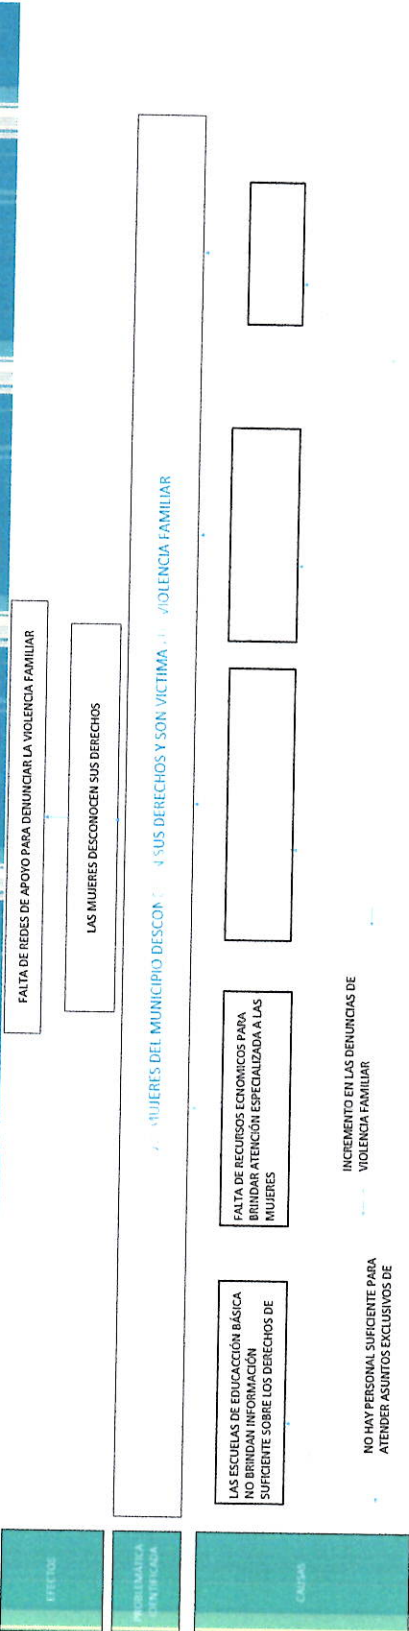 EFECTOS
FALTA DE REDES DE APOYO PARA DENUNCIAR LA VIOLENCIA FAMILIAR
LAS MUJERES DESCONOCEN SUS DERECHOS
PROBLEMÁTICA
IDENTIFICADA
MUJERES DEL MUNICIPIO DESCON SUS DERECHOS Y SON VICTIMA VIOLENCIA FAMILIAR
CAUSAS
LAS ESCUELAS DE EDUCACCIÓN BÁSICA
NO BRINDAN INFORMACIÓN
SUFICIENTE SOBRE LOS DERECHOS DE
FALTA DE RECURSOS ECNOMICOS PARA
BRINDAR ATENCIÓN ESPECIALIZADA A LAS
MUJERES
NO HAY PERSONAL SUFICIENTE PARA
ATENDER ASUNTOS EXCLUSIVOS DE
INCREMENTO EN LAS DENUNCIAS DE
VIOLENCIA FAMILIAR